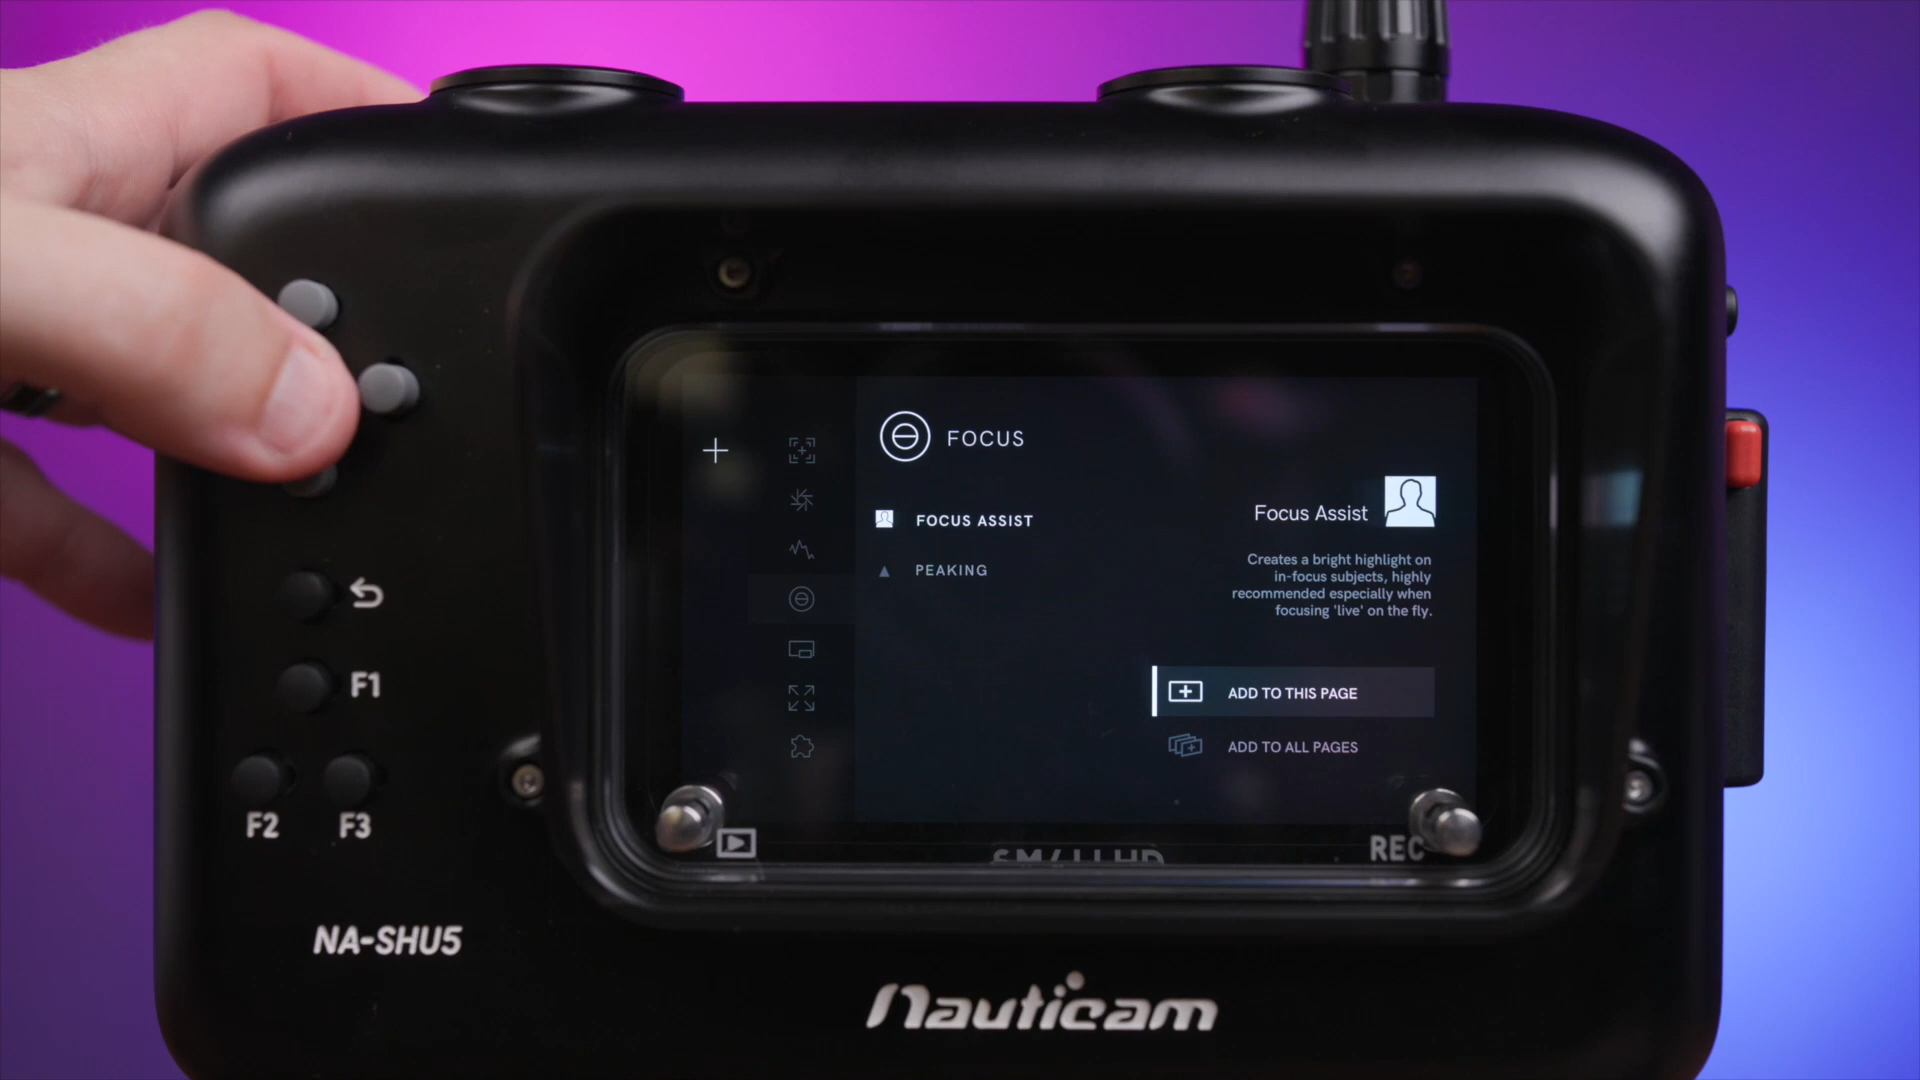 FOCUS
FOCUS ASSIST
PEAKING
Focus Assist
Creates a bright highlight on
in-focus subjects, highly
recommended especially when
focusing 'live' on the fly.
ADD TO THIS PAGE
ADD TO ALL PAGES
F1
F2 F3
REC
SMALLHD
NA-SHU5
Nauticam